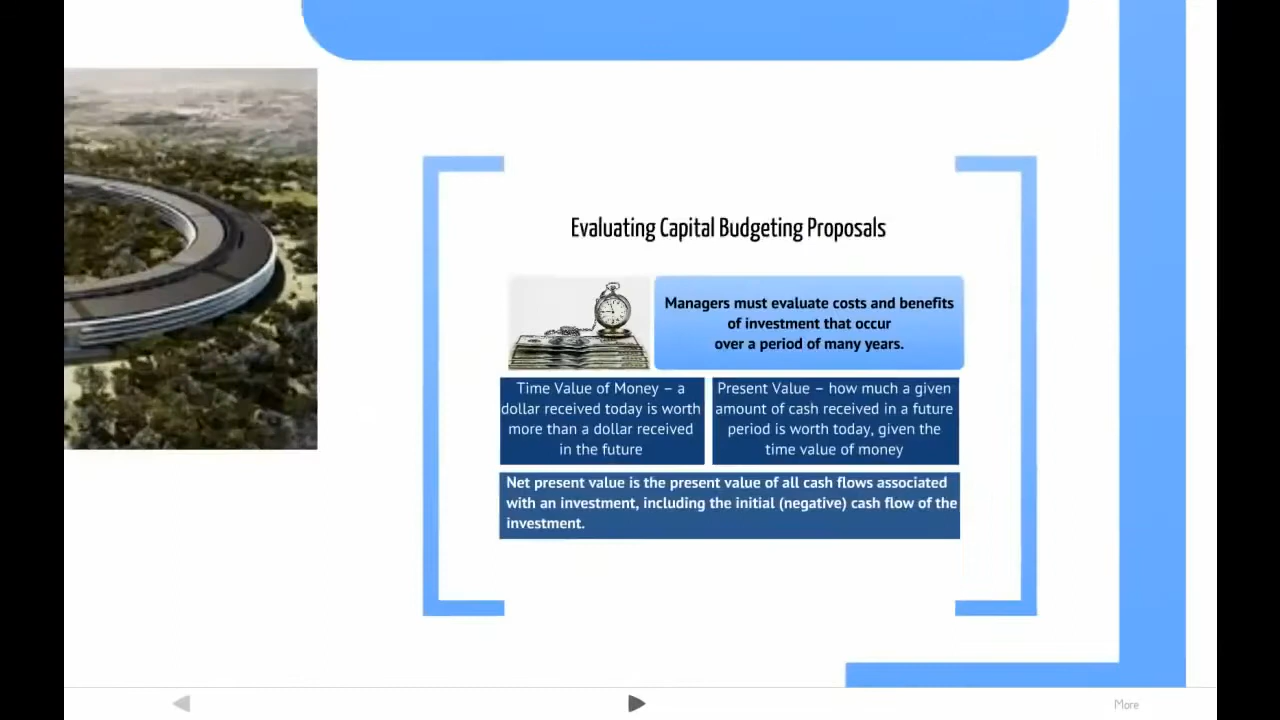 Evaluating Capital Budgeting Proposals
Managers must evaluate costs and benefits
of investment that occur
over a period of many years.
Time Value of Money – a
dollar received today is worth
more than a dollar received
in the future
Present Value – how much a given
amount of cash received in a future
period is worth today, given the
time value of money
Net present value is the present value of all cash flows associated
with an investment, including the initial (negative) cash flow of the
investment.
More